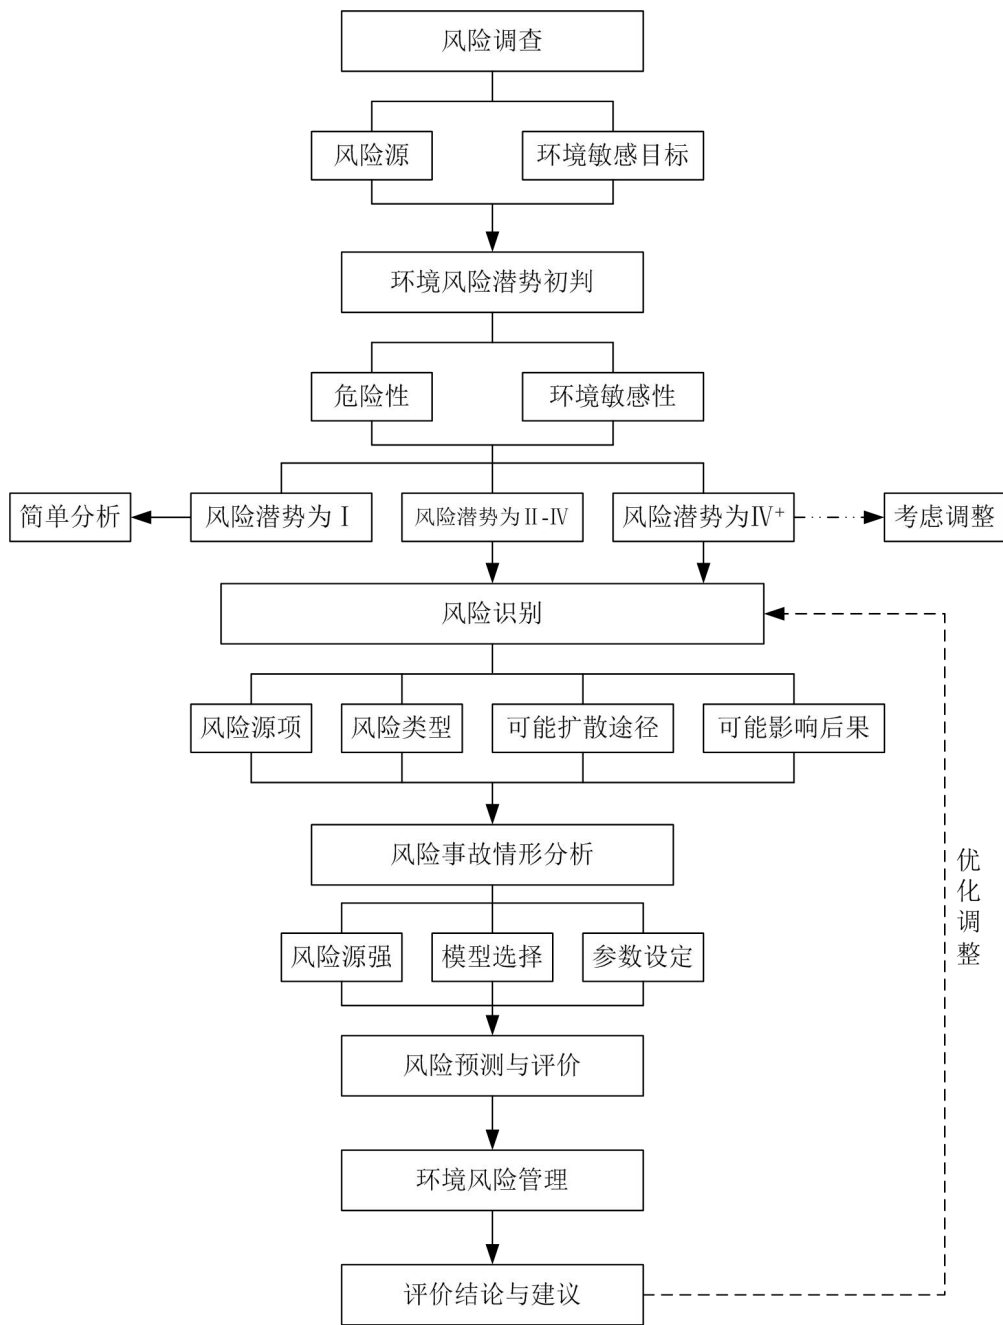 风险调查
风险源
环境敏感目标
环境风险潜势初判
危险性
环境敏感性
简单分析
风险潜势为Ⅰ
风险潜势为Ⅱ-Ⅳ
风险潜势为Ⅳ⁺
考虑调整
风险识别
风险源项
风险类型
可能扩散途径
可能影响后果
风险事故情形分析
风险源强
模型选择
参数设定
优化调整
风险预测与评价
环境风险管理
评价结论与建议